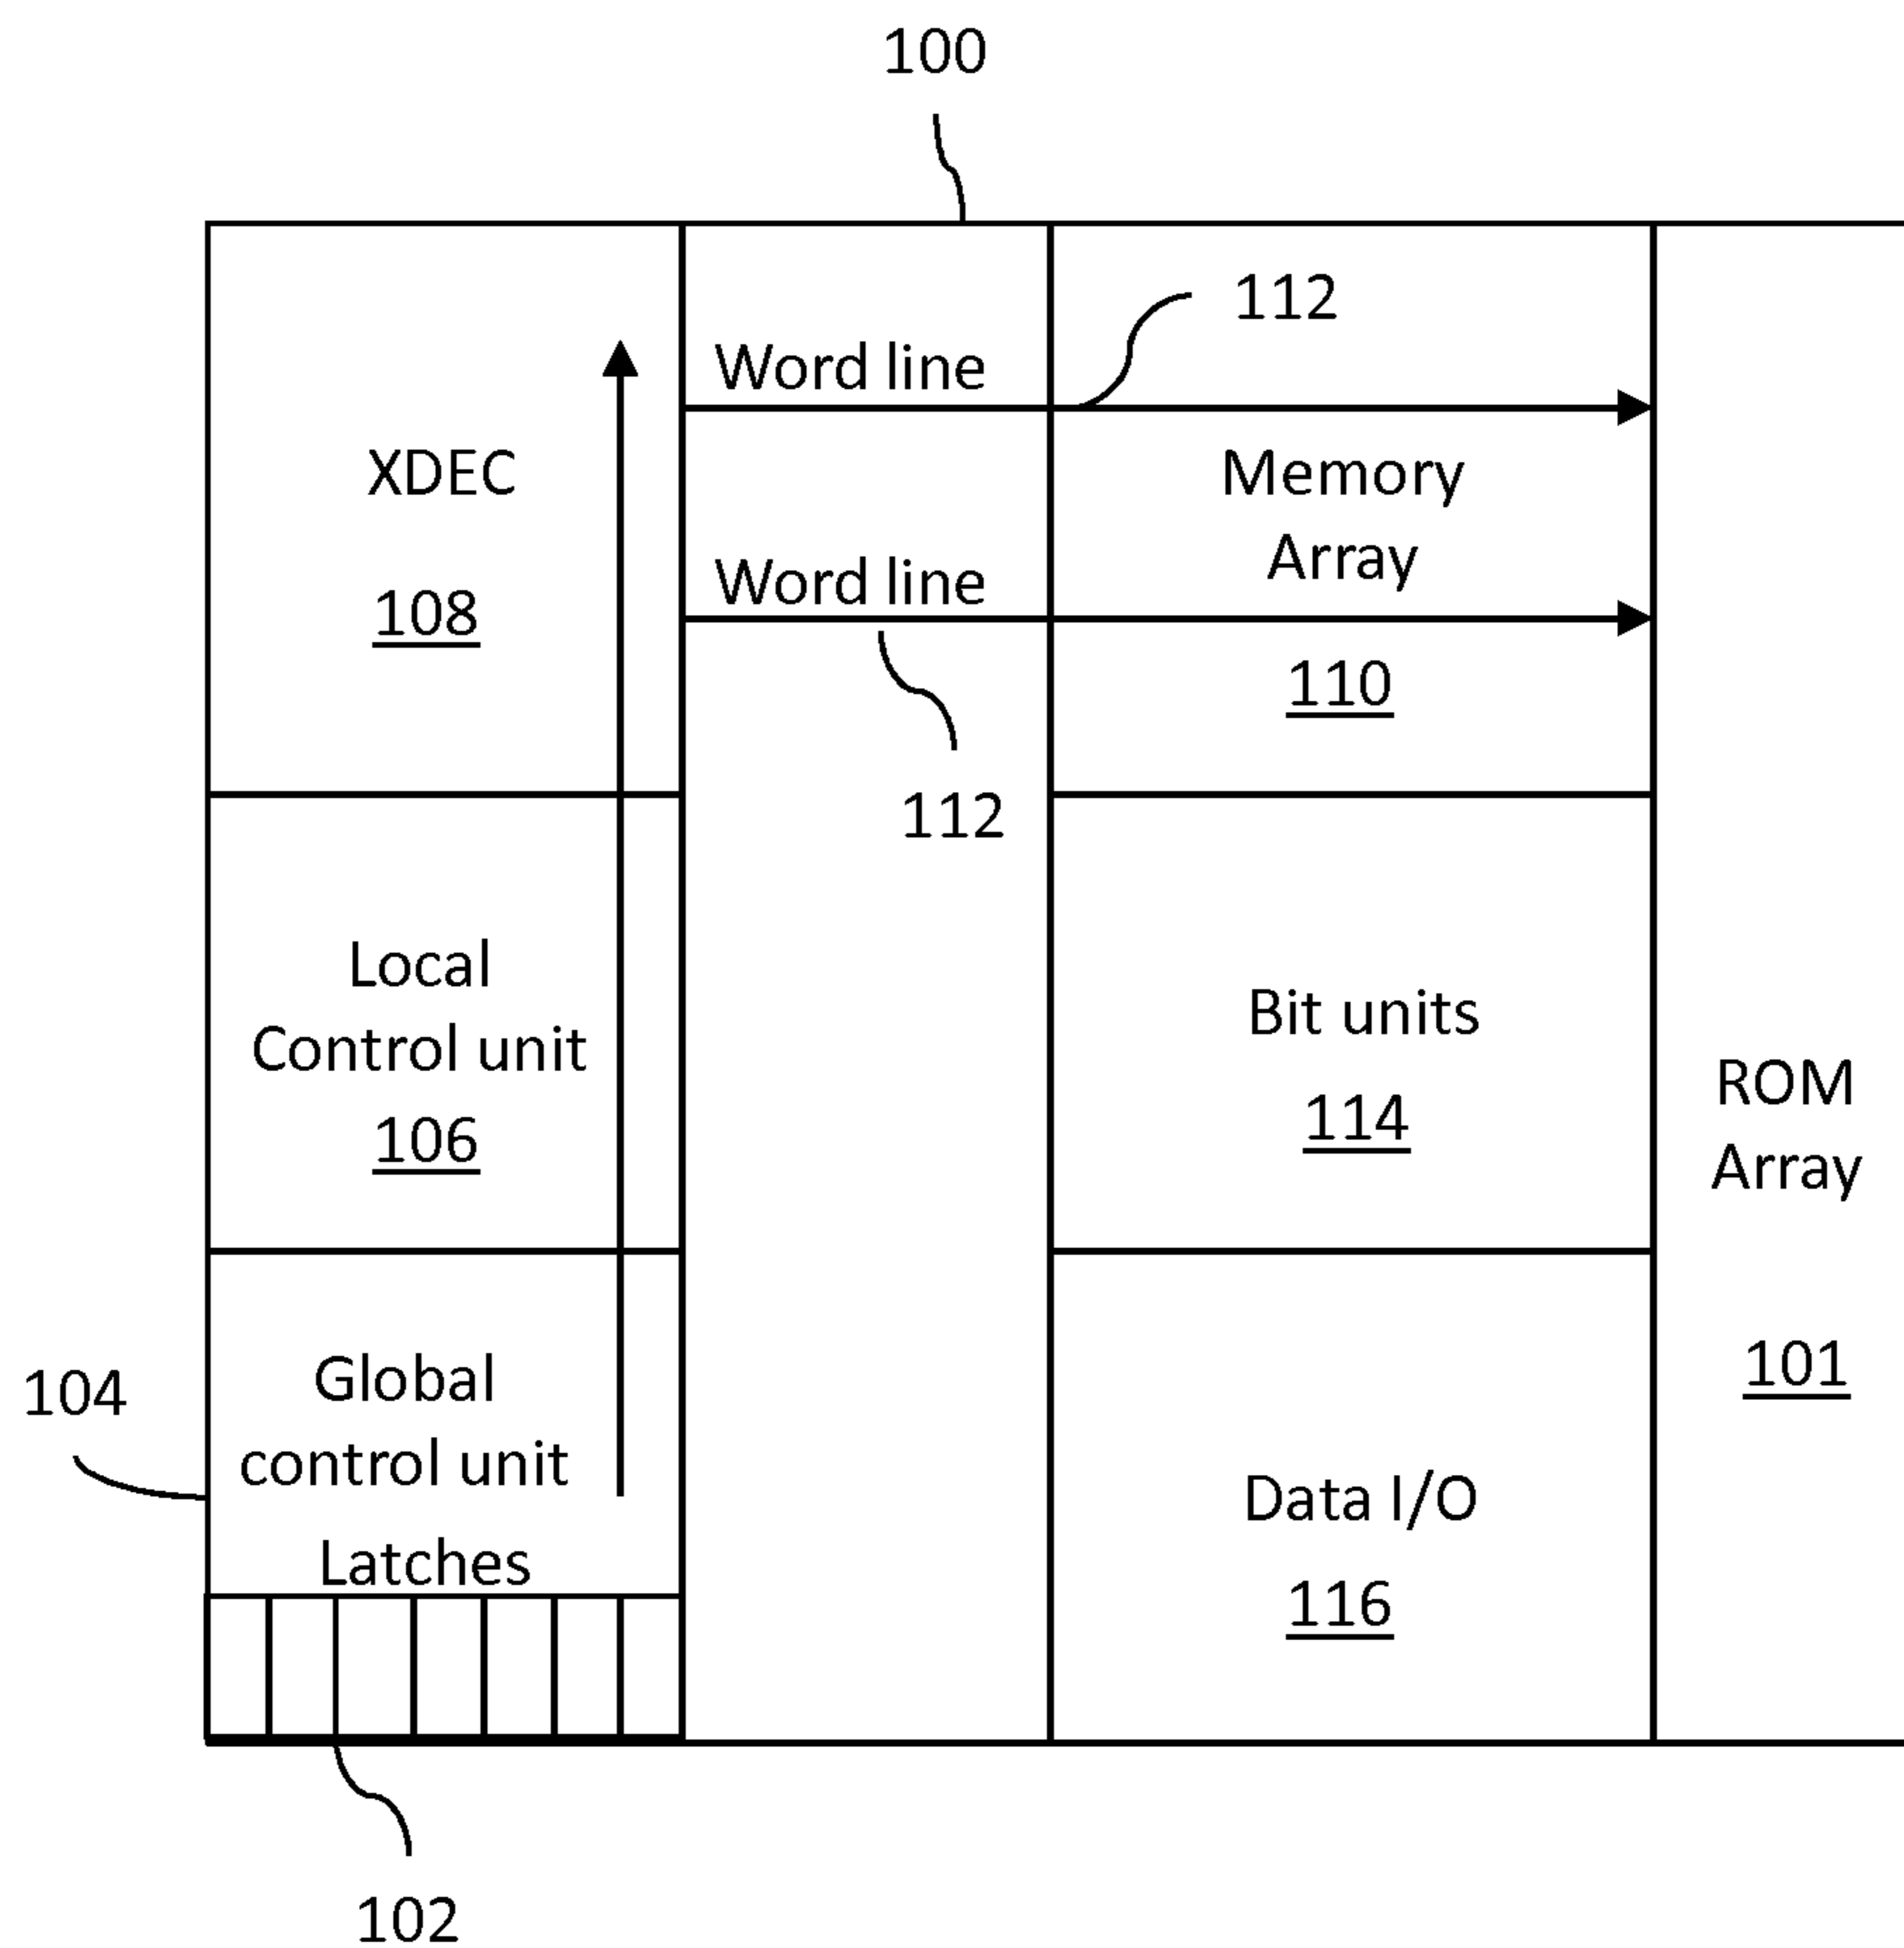 100
112
Word line
XDEC
108
Memory
Array
Word line
110
112
Local
Control unit
106
Bit units
114
ROM
Array
101
104
Global
control unit
Latches
Data I/O
116
102